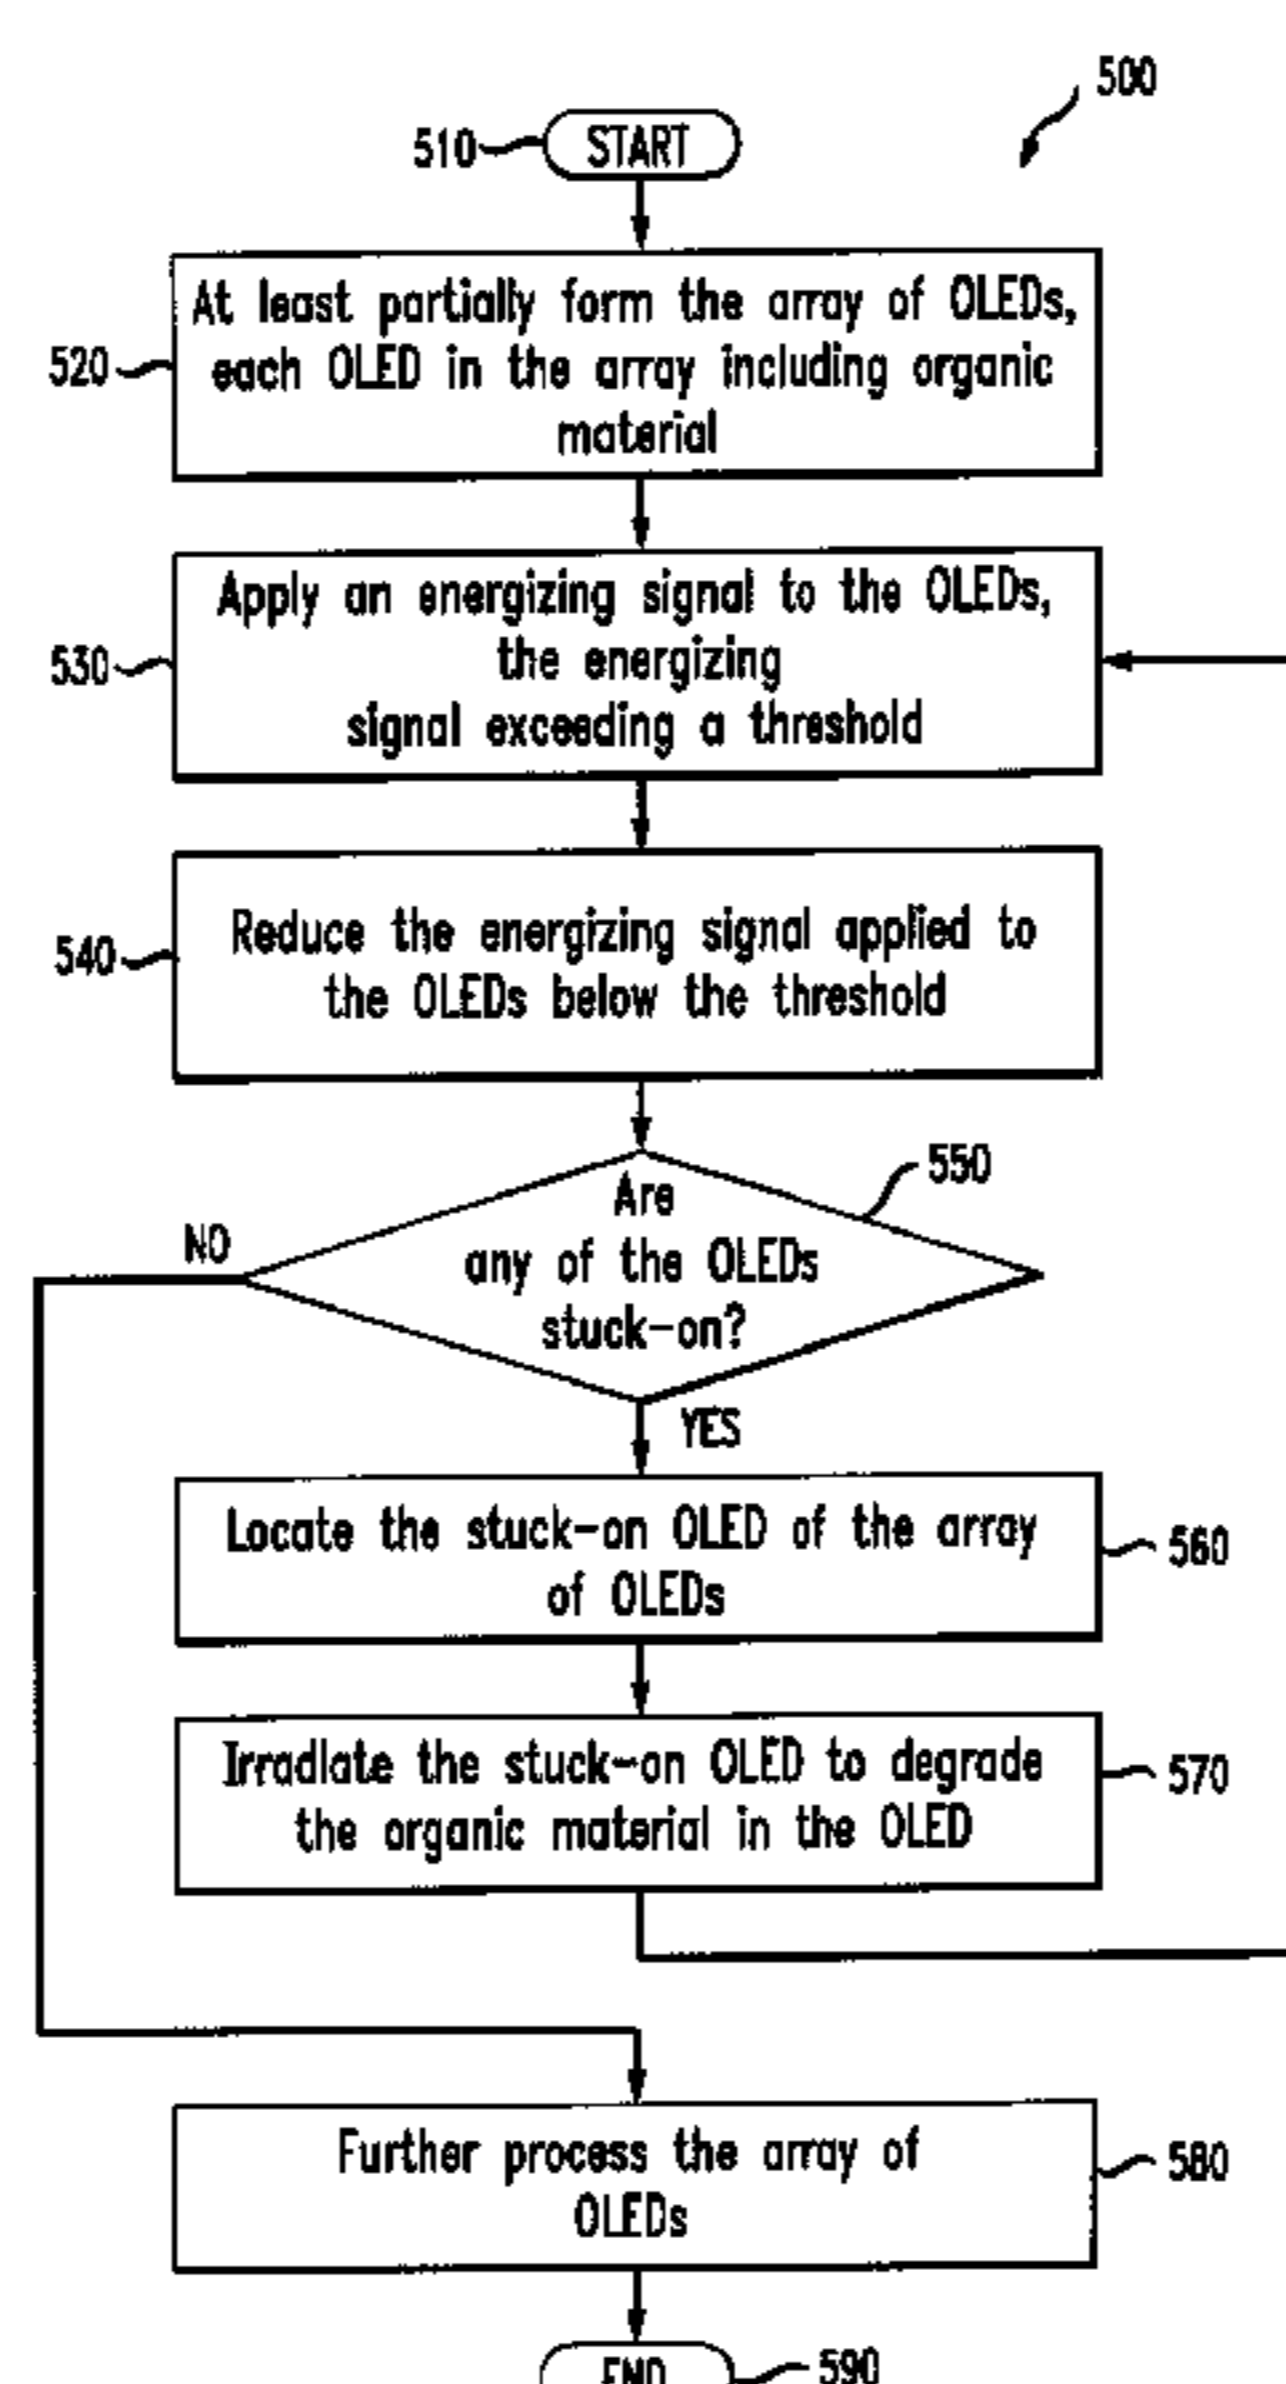 500
510
START
At least partially form the array of OLEDs,
each OLED in the array including organic
material
520
Apply an energizing signal to the OLEDs,
the energizing
signal exceeding a threshold
530
Reduce the energizing signal applied to
the OLEDs below the threshold
540
550
Are
any of the OLEDs
stuck-on?
NO
YES
Locate the stuck-on OLED of the array
of OLEDs
560
Irradiate the stuck-on OLED to degrade
the organic material in the OLED
570
Further process the array of
OLEDs
580
END
590